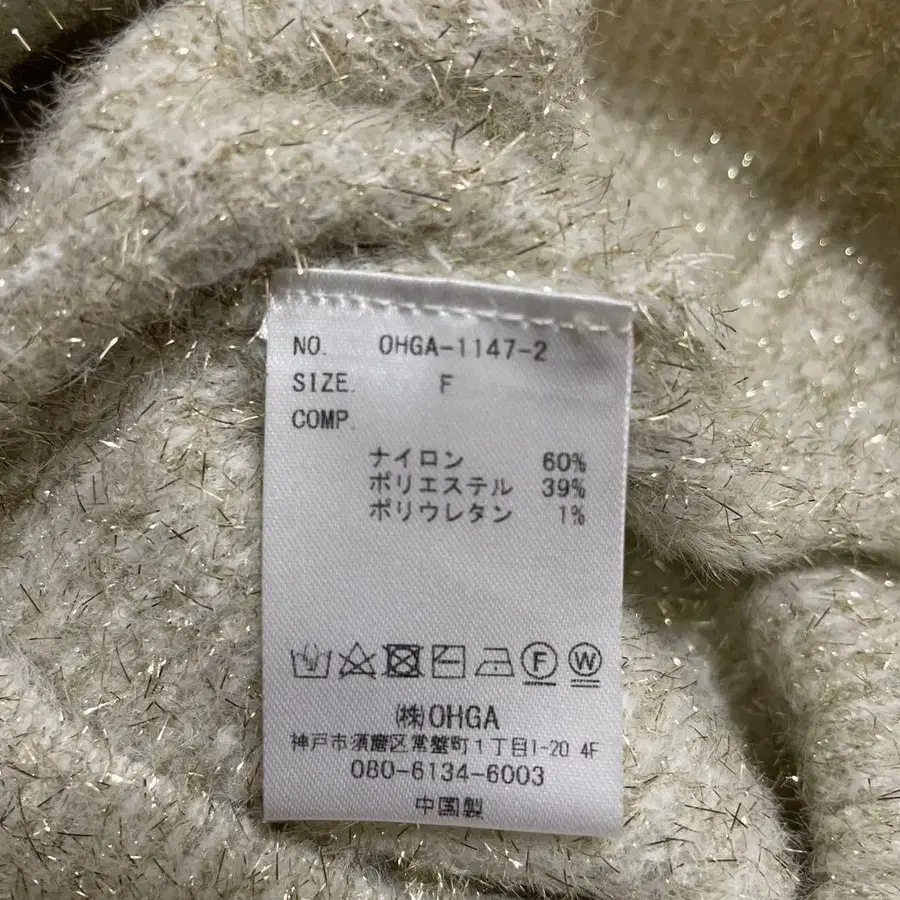 NO. OHGA-1147-2
SIZE. F
COMP.
ナイロン 60%
ポリエステル 39%
ポリウレタン 1%
F W
㈱OHGA
神戸市須磨区常盤町1丁目1-20 4F
080-6134-6003
中国製